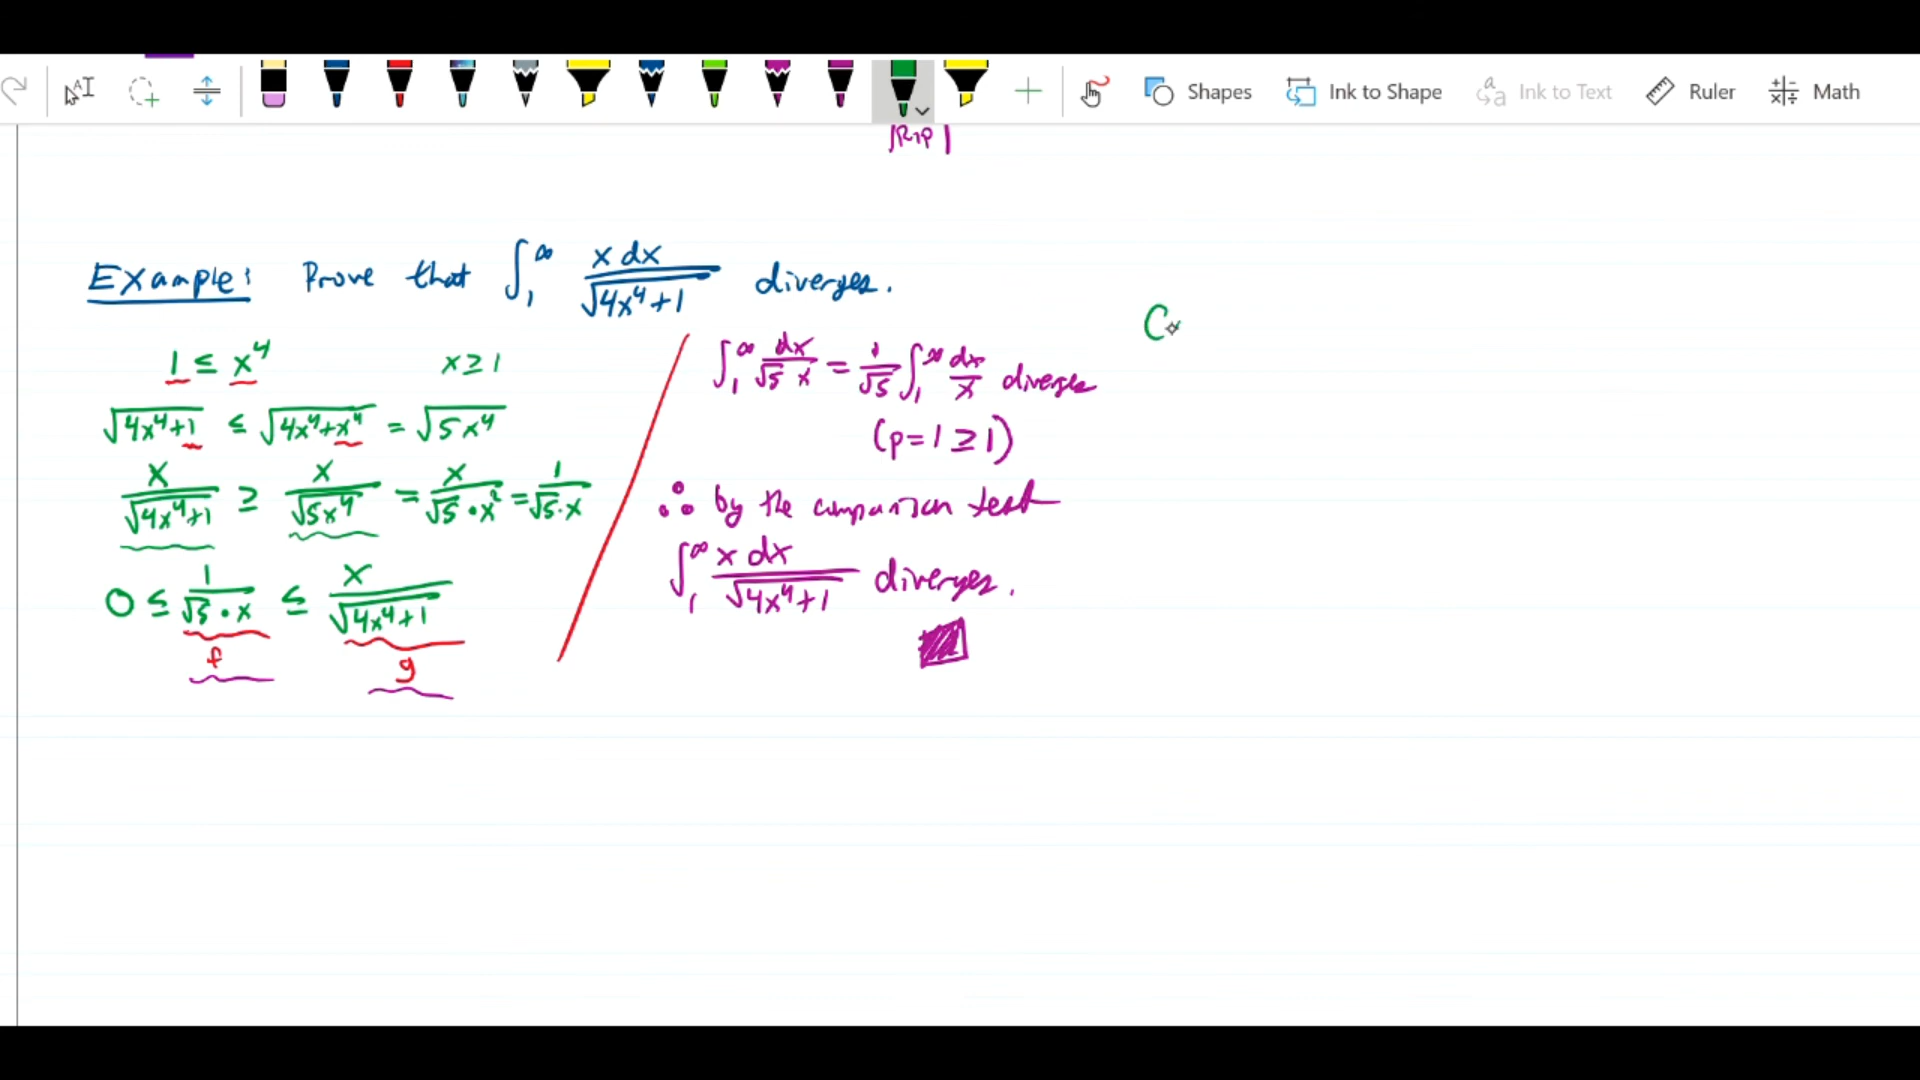 Shapes Ink to Shape Ink to Text Ruler Math
Example: Prove that ∫₁^∞ x dx / √(4x⁴+1) diverges.
1 ≤ x⁴ x ≥ 1
√(4x⁴+1) ≤ √(4x⁴+x⁴) = √(5x⁴)
x/√(4x⁴+1) ≥ x/√(5x⁴) = x/(√5 • x²) = 1/(√5 • x)
0 ≤ 1/(√5 • x) ≤ x/√(4x⁴+1)
f g
∫₁^∞ dx/(√5 x) = 1/√5 ∫₁^∞ dx/x diverges
(p = 1 ≥ 1)
∴ by the comparison test
∫₁^∞ x dx / √(4x⁴+1) diverges.
C